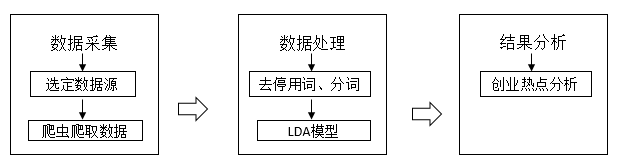 数据采集
选定数据源
爬虫爬取数据
数据处理
去停用词、分词
LDA模型
结果分析
创业热点分析